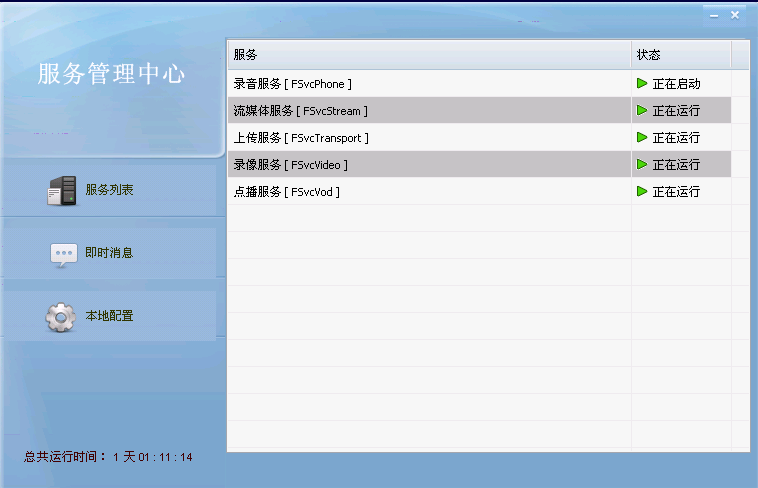 服务管理中心
服务 状态
录音服务 [ FSvcPhone ] 正在启动
流媒体服务 [ FSvcStream ] 正在运行
上传服务 [ FSvcTransport ] 正在运行
录像服务 [ FSvcVideo ] 正在运行
点播服务 [ FSvcVod ] 正在运行
服务列表
即时消息
本地配置
总共运行时间： 1 天 01 : 11 : 14